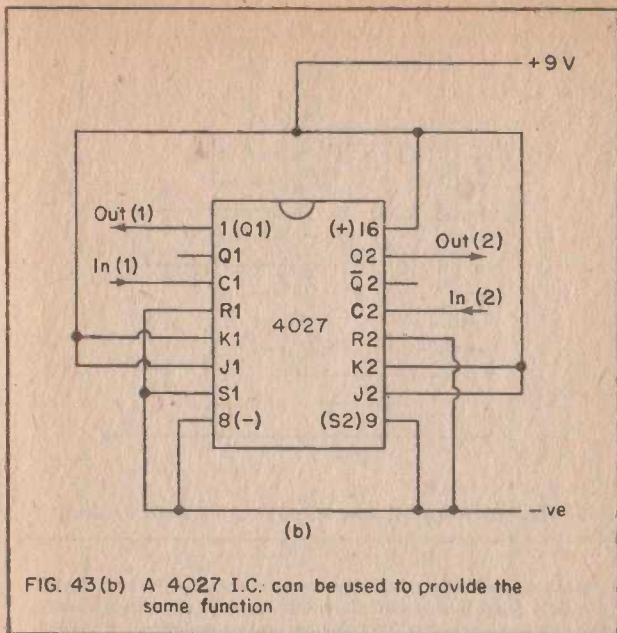 +9V
Out (1)
1 (Q1)
(+) 16
Out (2)
Q1
Q2
In (1)
C1
Q̅2
In (2)
R1
C2
4027
K1
R2
J1
K2
S1
J2
8 (-)
(S2) 9
-ve
(b)
FIG. 43(b) A 4027 I.C. can be used to provide the
same function